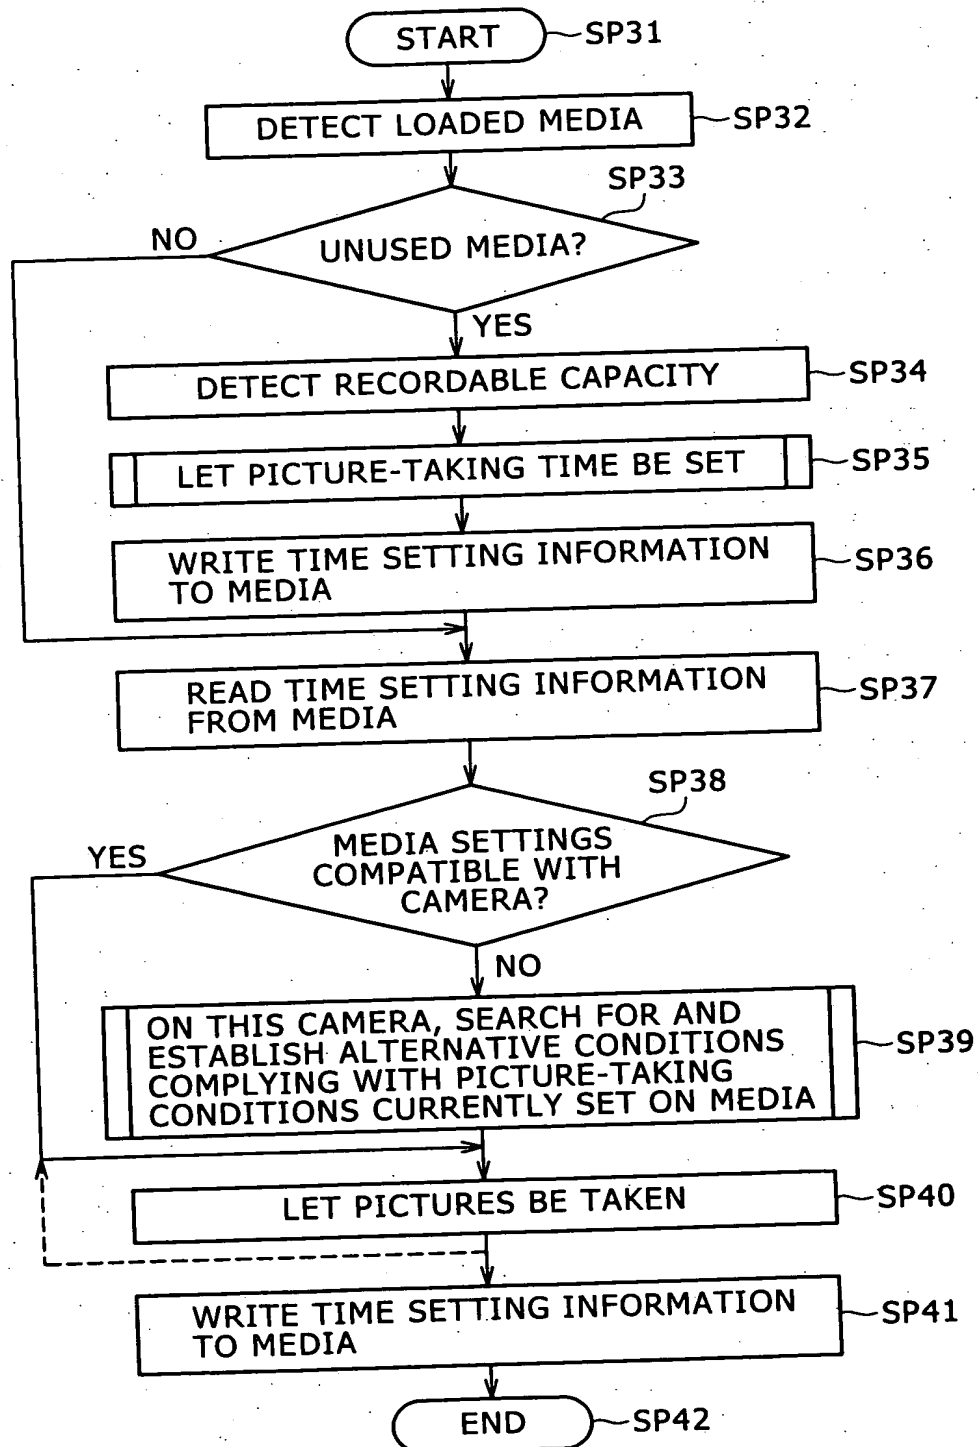 START
SP31
DETECT LOADED MEDIA
SP32
SP33
UNUSED MEDIA?
NO
YES
DETECT RECORDABLE CAPACITY
SP34
LET PICTURE-TAKING TIME BE SET
SP35
WRITE TIME SETTING INFORMATION
TO MEDIA
SP36
READ TIME SETTING INFORMATION
FROM MEDIA
SP37
SP38
MEDIA SETTINGS
COMPATIBLE WITH
CAMERA?
YES
NO
ON THIS CAMERA, SEARCH FOR AND
ESTABLISH ALTERNATIVE CONDITIONS
COMPLYING WITH PICTURE-TAKING
CONDITIONS CURRENTLY SET ON MEDIA
SP39
LET PICTURES BE TAKEN
SP40
WRITE TIME SETTING INFORMATION
TO MEDIA
SP41
END
SP42